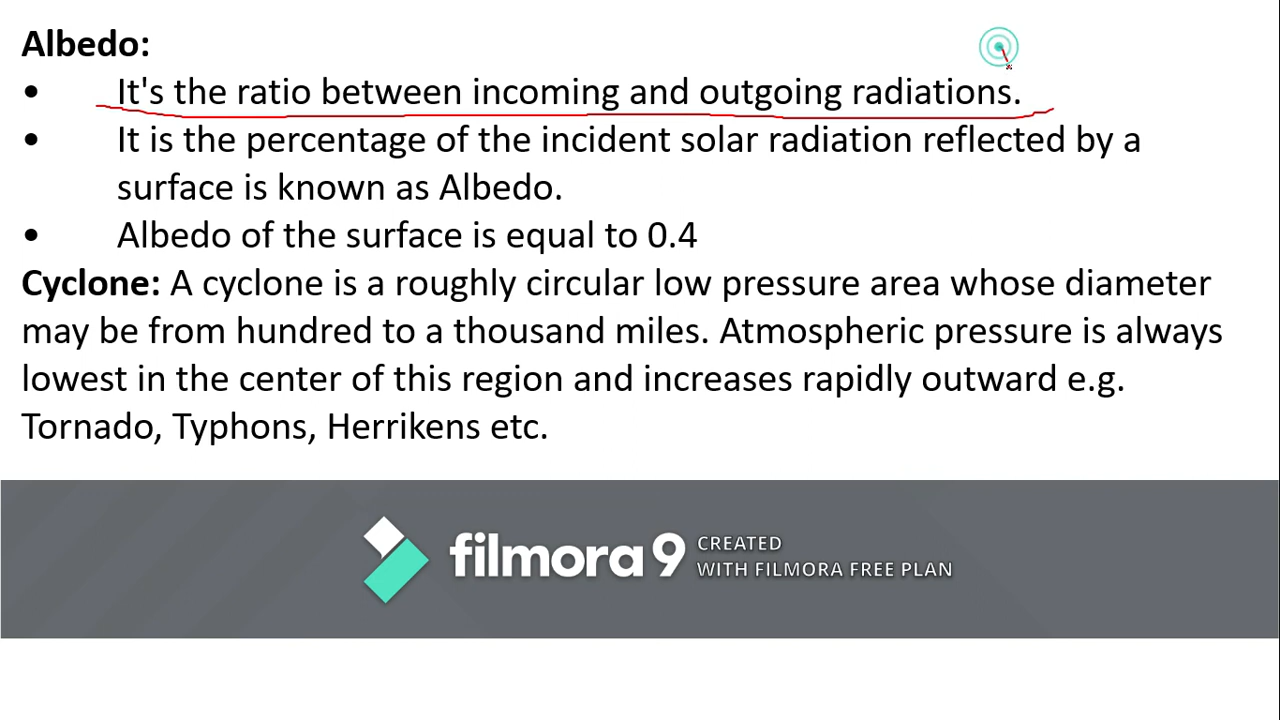 Albedo:
• It's the ratio between incoming and outgoing radiations.
• It is the percentage of the incident solar radiation reflected by a
surface is known as Albedo.
• Albedo of the surface is equal to 0.4
Cyclone: A cyclone is a roughly circular low pressure area whose diameter
may be from hundred to a thousand miles. Atmospheric pressure is always
lowest in the center of this region and increases rapidly outward e.g.
Tornado, Typhons, Herrikens etc.
filmora 9 CREATED
WITH FILMORA FREE PLAN